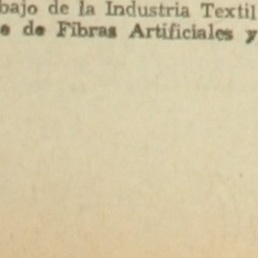 bajo de la Industria Textil
e de Fibras Artificiales y